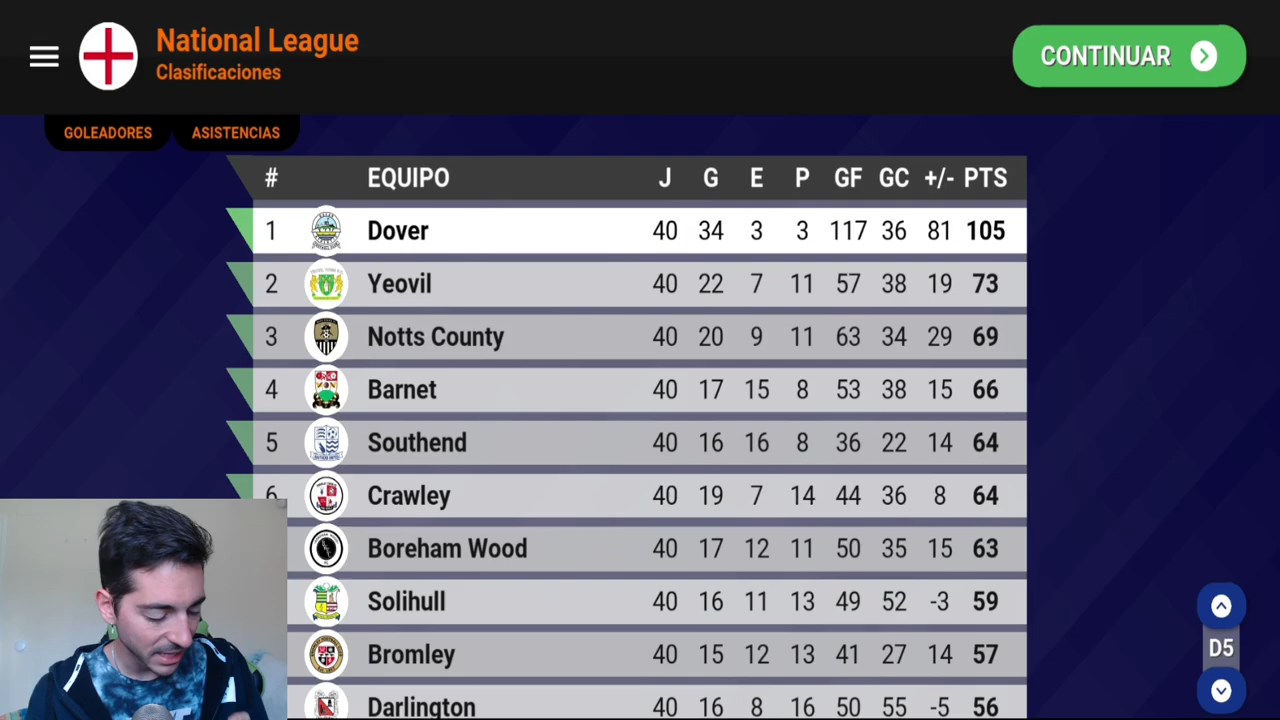 National League
Clasificaciones
CONTINUAR
GOLEADORES ASISTENCIAS
# EQUIPO J G E P GF GC +/- PTS
1 Dover 40 34 3 3 117 36 81 105
2 Yeovil 40 22 7 11 57 38 19 73
3 Notts County 40 20 9 11 63 34 29 69
4 Barnet 40 17 15 8 53 38 15 66
5 Southend 40 16 16 8 36 22 14 64
6 Crawley 40 19 7 14 44 36 8 64
Boreham Wood 40 17 12 11 50 35 15 63
Solihull 40 16 11 13 49 52 -3 59
Bromley 40 15 12 13 41 27 14 57
Darlington 40 16 8 16 50 55 -5 56
D5